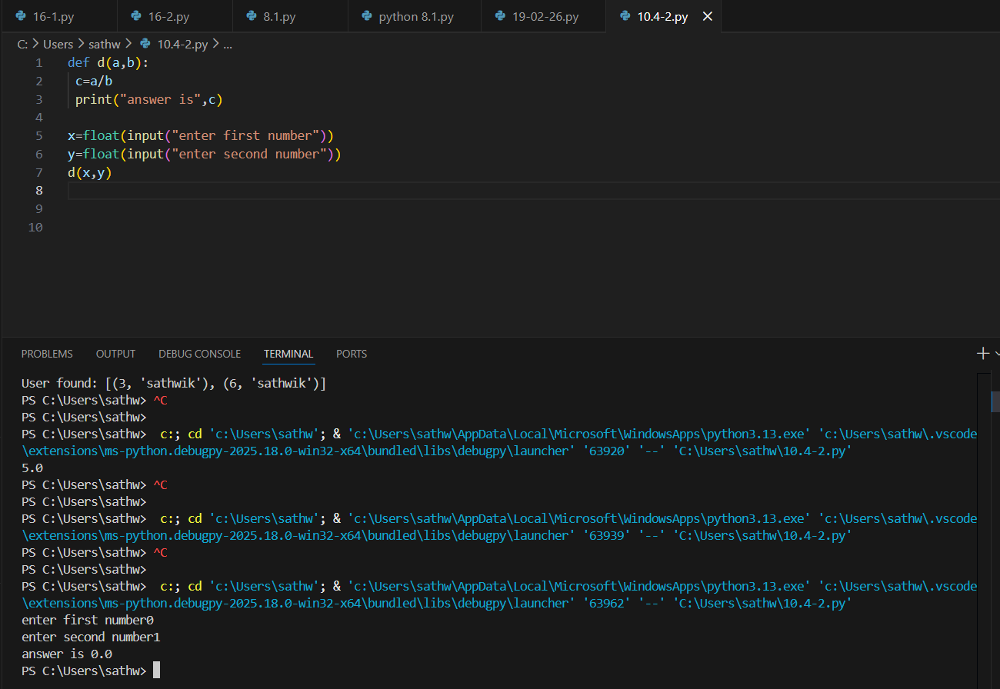 16-1.py 16-2.py 8.1.py python 8.1.py 19-02-26.py 10.4-2.py
C: > Users > sathw > 10.4-2.py > ...
1 def d(a,b):
2 c=a/b
3 print("answer is",c)
4
5 x=float(input("enter first number"))
6 y=float(input("enter second number"))
7 d(x,y)
8
9
10
PROBLEMS OUTPUT DEBUG CONSOLE TERMINAL PORTS
User found: [(3, 'sathwik'), (6, 'sathwik')]
PS C:\Users\sathw> ^C
PS C:\Users\sathw>
PS C:\Users\sathw>  c:; cd 'c:\Users\sathw'; & 'c:\Users\sathw\AppData\Local\Microsoft\WindowsApps\python3.13.exe' 'c:\Users\sathw\.vscode
\extensions\ms-python.debugpy-2025.18.0-win32-x64\bundled\libs\debugpy\launcher' '63920' '--' 'C:\Users\sathw\10.4-2.py'
5.0
PS C:\Users\sathw> ^C
PS C:\Users\sathw>
PS C:\Users\sathw>  c:; cd 'c:\Users\sathw'; & 'c:\Users\sathw\AppData\Local\Microsoft\WindowsApps\python3.13.exe' 'c:\Users\sathw\.vscode
\extensions\ms-python.debugpy-2025.18.0-win32-x64\bundled\libs\debugpy\launcher' '63939' '--' 'C:\Users\sathw\10.4-2.py'
PS C:\Users\sathw> ^C
PS C:\Users\sathw>
PS C:\Users\sathw>  c:; cd 'c:\Users\sathw'; & 'c:\Users\sathw\AppData\Local\Microsoft\WindowsApps\python3.13.exe' 'c:\Users\sathw\.vscode
\extensions\ms-python.debugpy-2025.18.0-win32-x64\bundled\libs\debugpy\launcher' '63962' '--' 'C:\Users\sathw\10.4-2.py'
enter first number0
enter second number1
answer is 0.0
PS C:\Users\sathw>